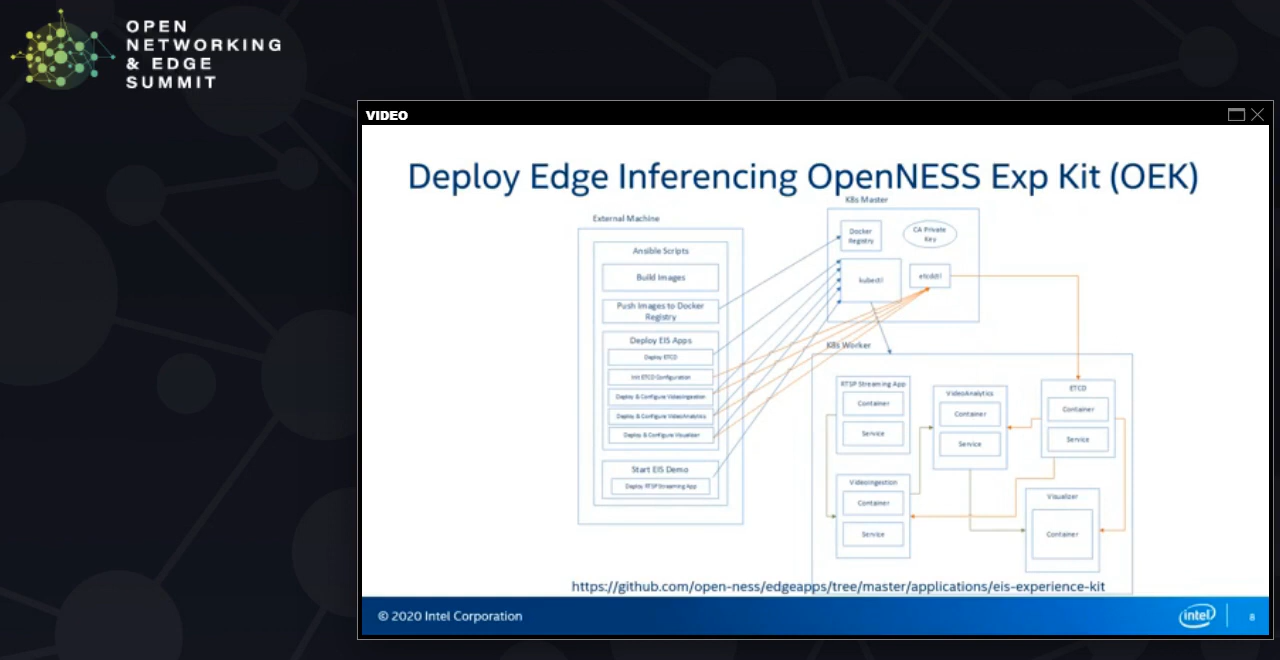 OPEN
NETWORKING
& EDGE
SUMMIT
VIDEO
Deploy Edge Inferencing OpenNESS Exp Kit (OEK)
External Machine
Ansible Scripts
Build Images
Push Images to Docker
Registry
Deploy EIS Apps
Deploy ETCD
Init ETCD Configuration
Deploy & Configure VideoIngestion
Deploy & Configure VideoAnalytics
Deploy & Configure Visualizer
Start EIS Demo
Deploy RTSP Streaming App
K8s Master
Docker
Registry
CA Private
Key
kubectl
etcdctl
K8s Worker
RTSP Streaming App
Container
Service
VideoAnalytics
Container
Service
ETCD
Container
Service
VideoIngestion
Container
Service
Visualizer
Container
https://github.com/open-ness/edgeapps/tree/master/applications/eis-experience-kit
© 2020 Intel Corporation
intel
8